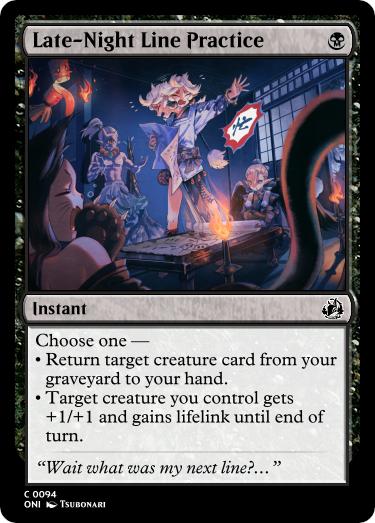 Late-Night Line Practice
Instant
Choose one —
• Return target creature card from your
graveyard to your hand.
• Target creature you control gets
+1/+1 and gains lifelink until end of
turn.
“Wait what was my next line?…”
C 0094
ONI Tsubonari